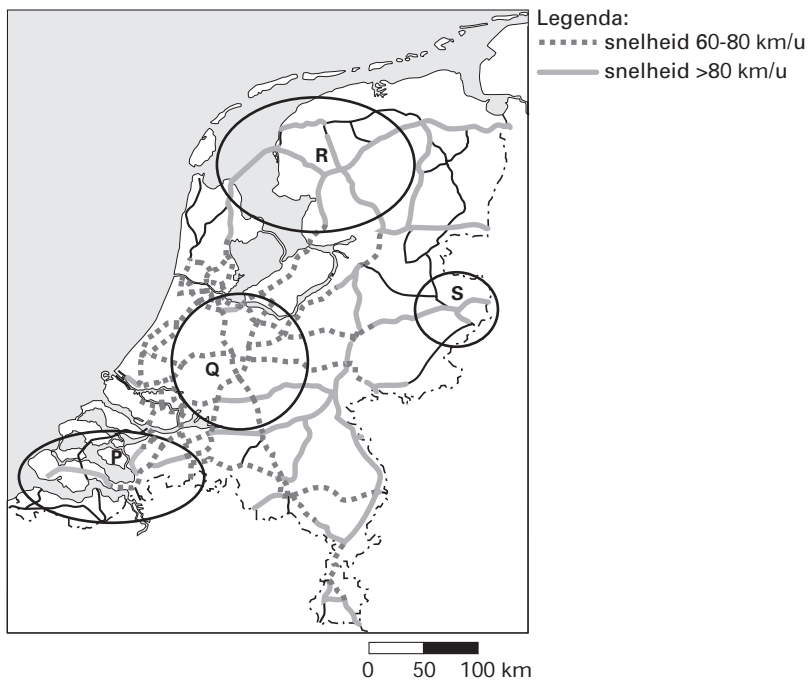 Legenda:
snelheid 60-80 km/u
snelheid >80 km/u
R
S
Q
P
0 50 100 km